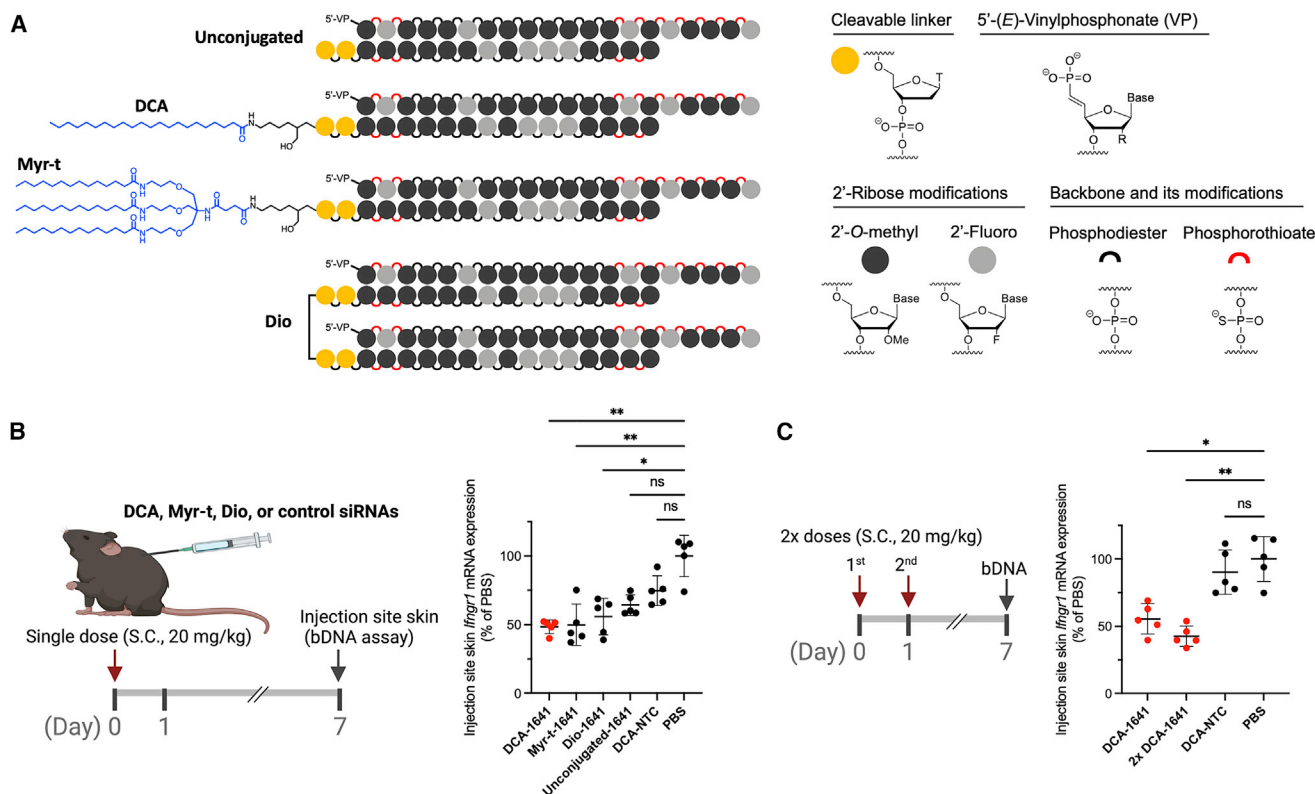 A
Unconjugated
5'-VP
DCA
5'-VP
O
H
N
HO
Myr-t
5'-VP
O
N
H
O
O
N
H
O
O
N
H
O
N
H
O
O
H
N
HO
Dio
5'-VP
5'-VP
Cleavable linker
O
O
T
O
⊖O-P=O
O
5'-(E)-Vinylphosphonate (VP)
O⊖
⊖O-P=O
O
Base
O
R
2'-Ribose modifications
2'-O-methyl
2'-Fluoro
O
O
Base
O
OMe
O
O
Base
O
F
Backbone and its modifications
Phosphodiester
Phosphorothioate
O
⊖O-P=O
O
O
⊖S-P=O
O
B
DCA, Myr-t, Dio, or control siRNAs
Single dose (S.C., 20 mg/kg)
Injection site skin
(bDNA assay)
(Day) 0 1 7
Injection site skin Ifngr1 mRNA expression
(% of PBS)
**
**
*
ns
ns
100
50
0
DCA-1641
Myr-t-1641
Dio-1641
Unconjugated-1641
DCA-NTC
PBS
C
2x doses (S.C., 20 mg/kg)
1st 2nd
bDNA
(Day) 0 1 7
Injection site skin Ifngr1 mRNA expression
(% of PBS)
*
**
ns
100
50
0
DCA-1641
2x DCA-1641
DCA-NTC
PBS